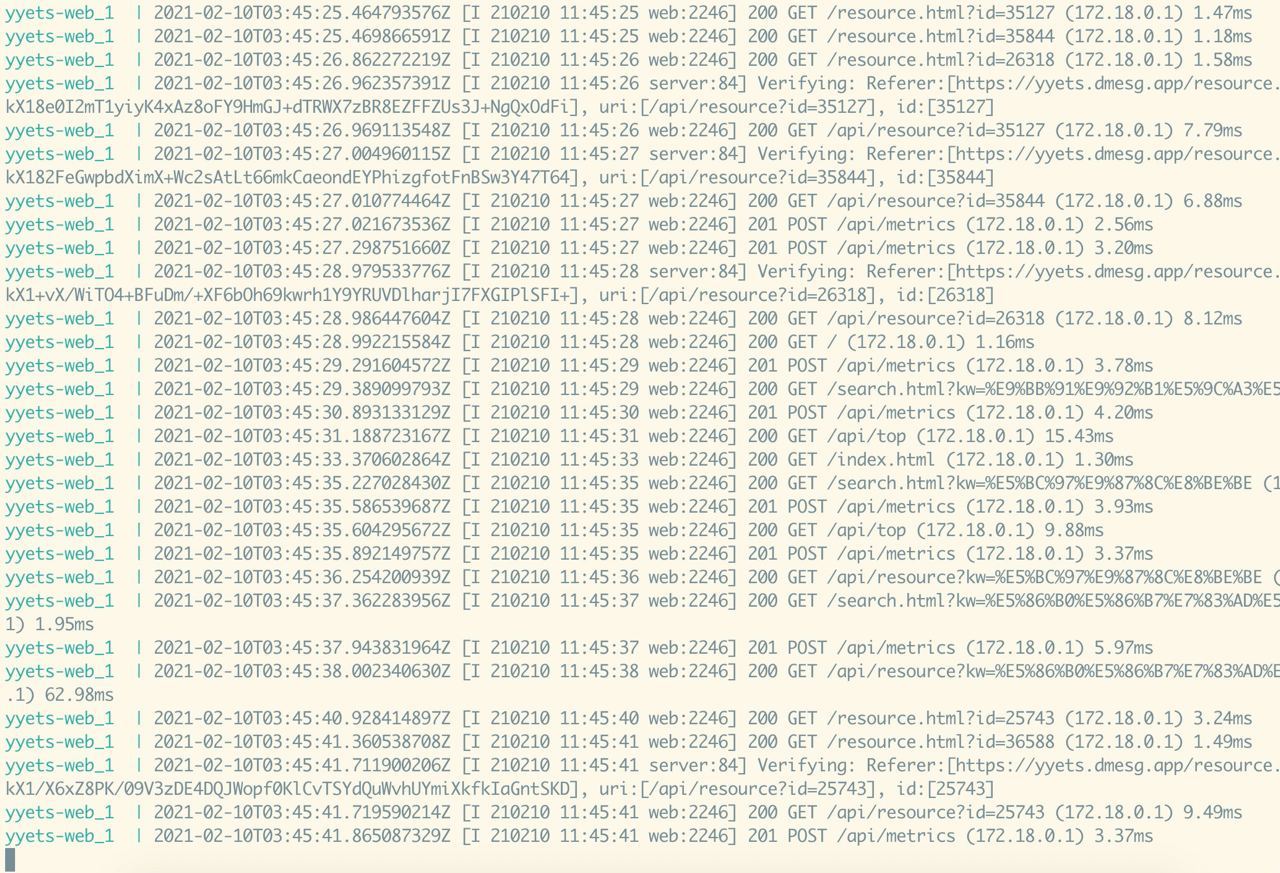 yyets-web_1  | 2021-02-10T03:45:25.464793576Z [I 210210 11:45:25 web:2246] 200 GET /resource.html?id=35127 (172.18.0.1) 1.47ms
yyets-web_1  | 2021-02-10T03:45:25.469866591Z [I 210210 11:45:25 web:2246] 200 GET /resource.html?id=35844 (172.18.0.1) 1.18ms
yyets-web_1  | 2021-02-10T03:45:26.862272219Z [I 210210 11:45:26 web:2246] 200 GET /resource.html?id=26318 (172.18.0.1) 1.58ms
yyets-web_1  | 2021-02-10T03:45:26.962357391Z [I 210210 11:45:26 server:84] Verifying: Referer:[https://yyets.dmesg.app/resource.
kX18e0I2mT1yiyK4xAz8oFY9HmGJ+dTRWX7zBR8EZFFZUs3J+NgQxOdFi], uri:[/api/resource?id=35127], id:[35127]
yyets-web_1  | 2021-02-10T03:45:26.969113548Z [I 210210 11:45:26 web:2246] 200 GET /api/resource?id=35127 (172.18.0.1) 7.79ms
yyets-web_1  | 2021-02-10T03:45:27.004960115Z [I 210210 11:45:27 server:84] Verifying: Referer:[https://yyets.dmesg.app/resource.
kX182FeGwpbdXimX+Wc2sAtLt66mkCaeondEYPhizgfotFnBSw3Y47T64], uri:[/api/resource?id=35844], id:[35844]
yyets-web_1  | 2021-02-10T03:45:27.010774464Z [I 210210 11:45:27 web:2246] 200 GET /api/resource?id=35844 (172.18.0.1) 6.88ms
yyets-web_1  | 2021-02-10T03:45:27.021673536Z [I 210210 11:45:27 web:2246] 201 POST /api/metrics (172.18.0.1) 2.56ms
yyets-web_1  | 2021-02-10T03:45:27.298751660Z [I 210210 11:45:27 web:2246] 201 POST /api/metrics (172.18.0.1) 3.20ms
yyets-web_1  | 2021-02-10T03:45:28.979533776Z [I 210210 11:45:28 server:84] Verifying: Referer:[https://yyets.dmesg.app/resource.
kX1+vX/WiTO4+BFuDm/+XF6bOh69kwrh1Y9YRUVDlharjI7FXGIPlSFI+], uri:[/api/resource?id=26318], id:[26318]
yyets-web_1  | 2021-02-10T03:45:28.986447604Z [I 210210 11:45:28 web:2246] 200 GET /api/resource?id=26318 (172.18.0.1) 8.12ms
yyets-web_1  | 2021-02-10T03:45:28.992215584Z [I 210210 11:45:28 web:2246] 200 GET / (172.18.0.1) 1.16ms
yyets-web_1  | 2021-02-10T03:45:29.291604572Z [I 210210 11:45:29 web:2246] 201 POST /api/metrics (172.18.0.1) 3.78ms
yyets-web_1  | 2021-02-10T03:45:29.389099793Z [I 210210 11:45:29 web:2246] 200 GET /search.html?kw=%E9%BB%91%E9%92%B1%E5%9C%A3%E5
yyets-web_1  | 2021-02-10T03:45:30.893133129Z [I 210210 11:45:30 web:2246] 201 POST /api/metrics (172.18.0.1) 4.20ms
yyets-web_1  | 2021-02-10T03:45:31.188723167Z [I 210210 11:45:31 web:2246] 200 GET /api/top (172.18.0.1) 15.43ms
yyets-web_1  | 2021-02-10T03:45:33.370602864Z [I 210210 11:45:33 web:2246] 200 GET /index.html (172.18.0.1) 1.30ms
yyets-web_1  | 2021-02-10T03:45:35.227028430Z [I 210210 11:45:35 web:2246] 200 GET /search.html?kw=%E5%BC%97%E9%87%8C%E8%BE%BE (1
yyets-web_1  | 2021-02-10T03:45:35.586539687Z [I 210210 11:45:35 web:2246] 201 POST /api/metrics (172.18.0.1) 3.93ms
yyets-web_1  | 2021-02-10T03:45:35.604295672Z [I 210210 11:45:35 web:2246] 200 GET /api/top (172.18.0.1) 9.88ms
yyets-web_1  | 2021-02-10T03:45:35.892149757Z [I 210210 11:45:35 web:2246] 201 POST /api/metrics (172.18.0.1) 3.37ms
yyets-web_1  | 2021-02-10T03:45:36.254200939Z [I 210210 11:45:36 web:2246] 200 GET /api/resource?kw=%E5%BC%97%E9%87%8C%E8%BE%BE (
yyets-web_1  | 2021-02-10T03:45:37.362283956Z [I 210210 11:45:37 web:2246] 200 GET /search.html?kw=%E5%86%B0%E5%86%B7%E7%83%AD%E5
1) 1.95ms
yyets-web_1  | 2021-02-10T03:45:37.943831964Z [I 210210 11:45:37 web:2246] 201 POST /api/metrics (172.18.0.1) 5.97ms
yyets-web_1  | 2021-02-10T03:45:38.002340630Z [I 210210 11:45:38 web:2246] 200 GET /api/resource?kw=%E5%86%B0%E5%86%B7%E7%83%AD%E
.1) 62.98ms
yyets-web_1  | 2021-02-10T03:45:40.928414897Z [I 210210 11:45:40 web:2246] 200 GET /resource.html?id=25743 (172.18.0.1) 3.24ms
yyets-web_1  | 2021-02-10T03:45:41.360538708Z [I 210210 11:45:41 web:2246] 200 GET /resource.html?id=36588 (172.18.0.1) 1.49ms
yyets-web_1  | 2021-02-10T03:45:41.711900206Z [I 210210 11:45:41 server:84] Verifying: Referer:[https://yyets.dmesg.app/resource.
kX1/X6xZ8PK/09V3zDE4DQJWopf0KlCvTSYdQuWvhUYmiXkfkIaGntSKD], uri:[/api/resource?id=25743], id:[25743]
yyets-web_1  | 2021-02-10T03:45:41.719590214Z [I 210210 11:45:41 web:2246] 200 GET /api/resource?id=25743 (172.18.0.1) 9.49ms
yyets-web_1  | 2021-02-10T03:45:41.865087329Z [I 210210 11:45:41 web:2246] 201 POST /api/metrics (172.18.0.1) 3.37ms